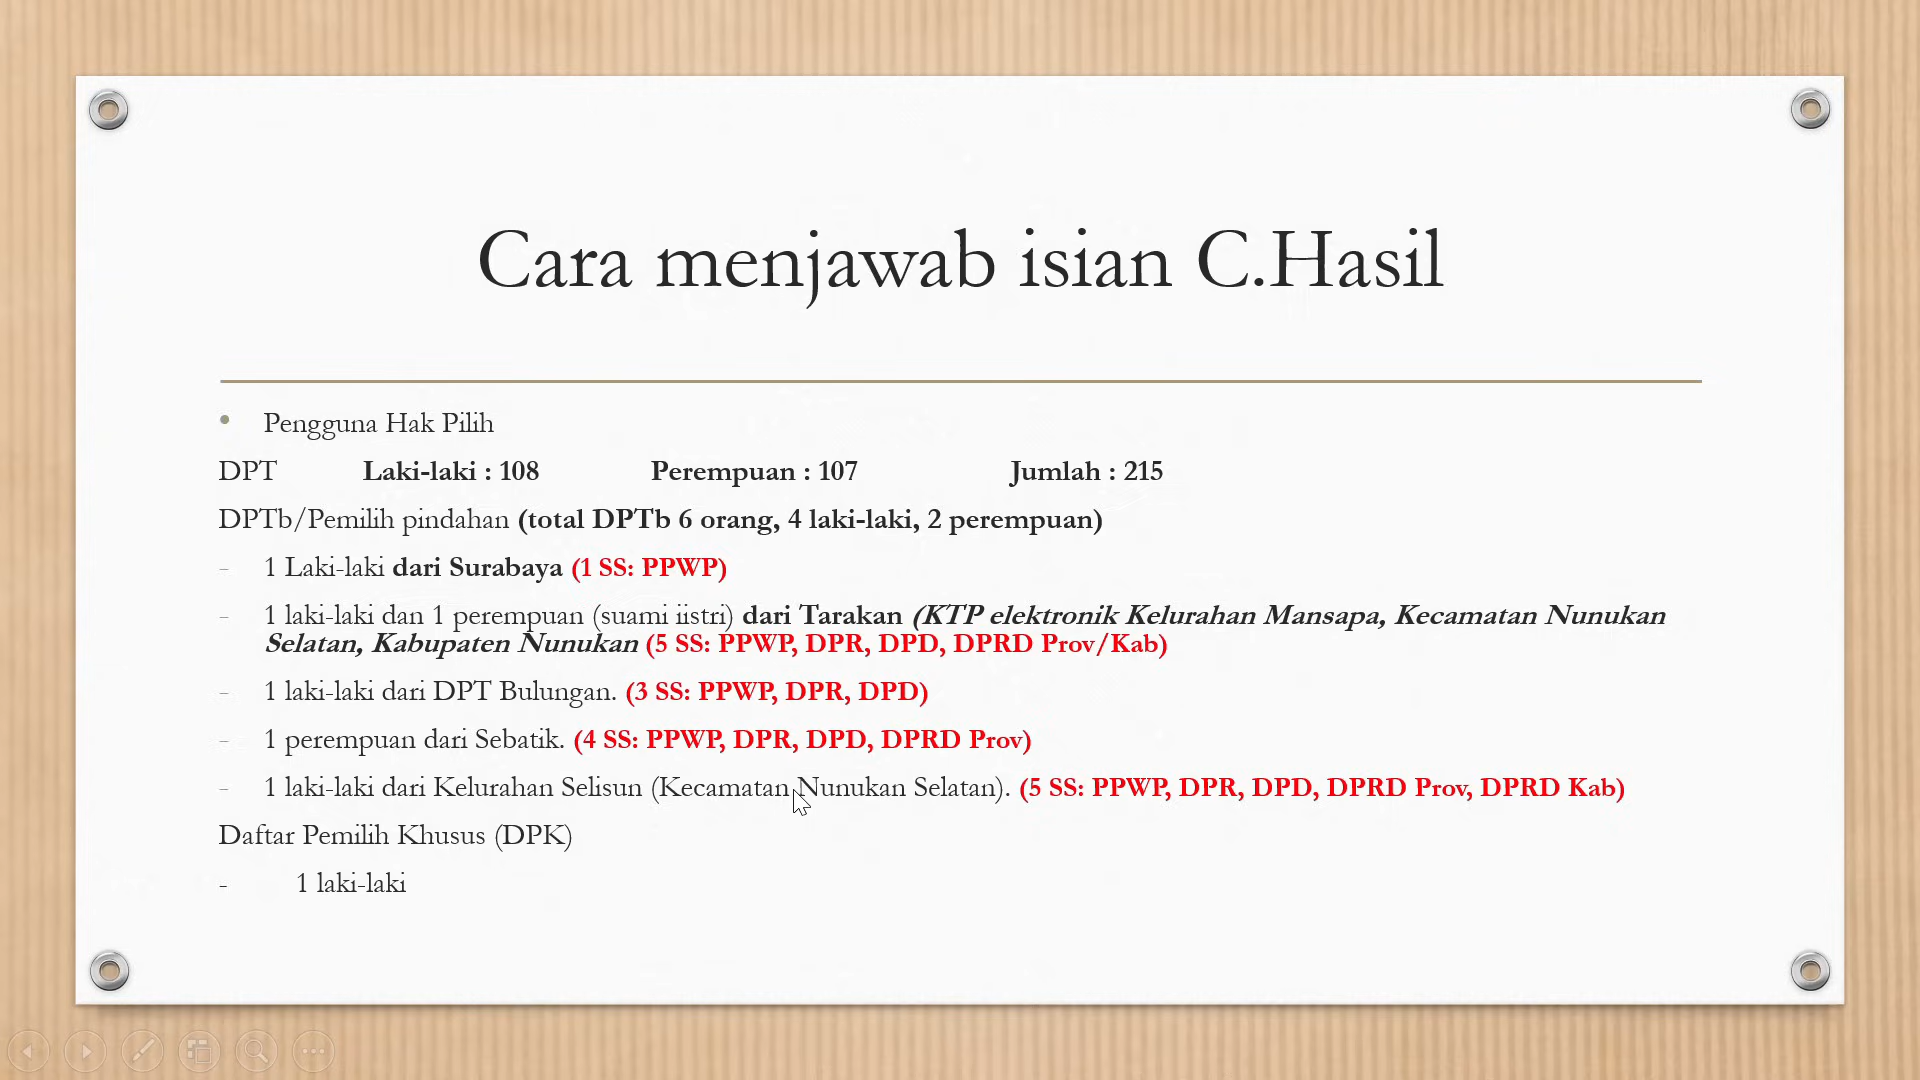 Cara menjawab isian C.Hasil
• Pengguna Hak Pilih
DPT Laki-laki : 108 Perempuan : 107 Jumlah : 215
DPTb/Pemilih pindahan (total DPTb 6 orang, 4 laki-laki, 2 perempuan)
- 1 Laki-laki dari Surabaya (1 SS: PPWP)
- 1 laki-laki dan 1 perempuan (suami iistri) dari Tarakan (KTP elektronik Kelurahan Mansapa, Kecamatan Nunukan
Selatan, Kabupaten Nunukan (5 SS: PPWP, DPR, DPD, DPRD Prov/Kab)
- 1 laki-laki dari DPT Bulungan. (3 SS: PPWP, DPR, DPD)
- 1 perempuan dari Sebatik. (4 SS: PPWP, DPR, DPD, DPRD Prov)
- 1 laki-laki dari Kelurahan Selisun (Kecamatan Nunukan Selatan). (5 SS: PPWP, DPR, DPD, DPRD Prov, DPRD Kab)
Daftar Pemilih Khusus (DPK)
- 1 laki-laki